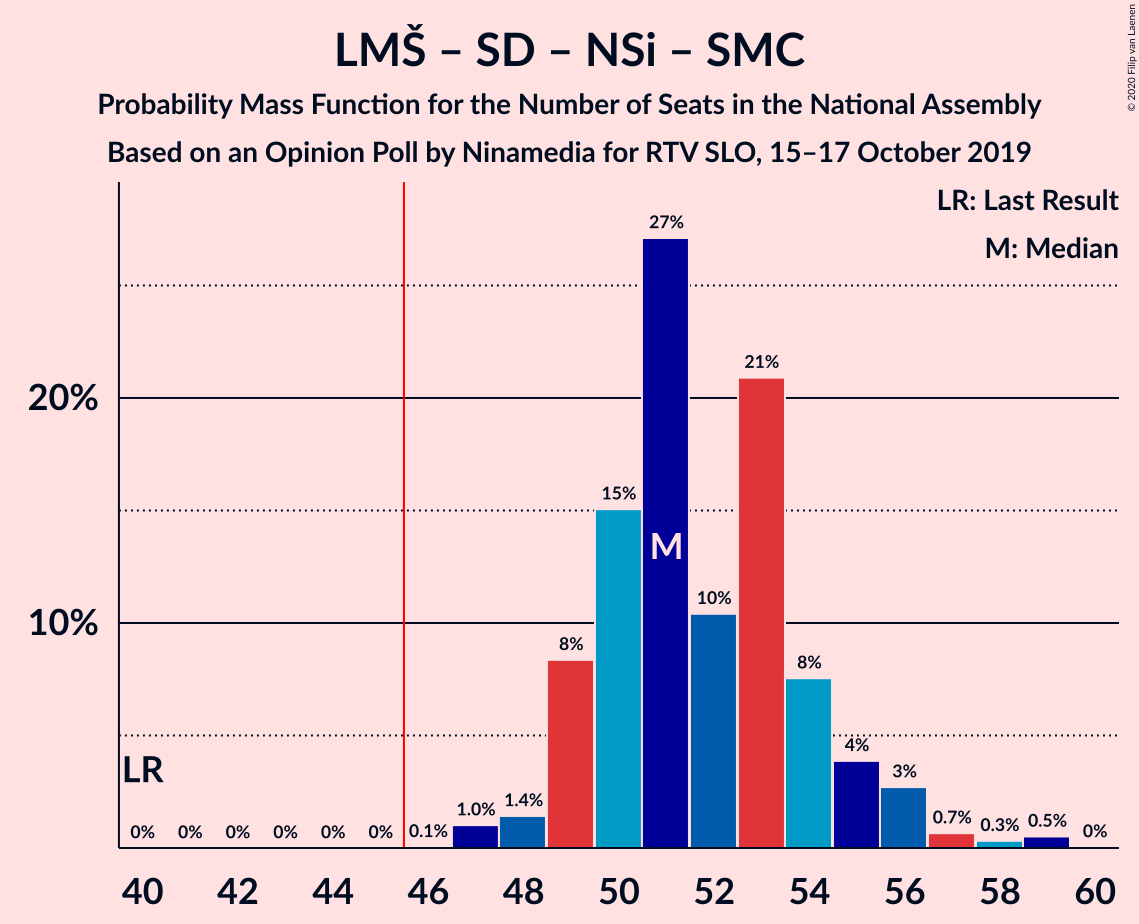 LMŠ – SD – NSi – SMC
Probability Mass Function for the Number of Seats in the National Assembly
Based on an Opinion Poll by Ninamedia for RTV SLO, 15–17 October 2019
© 2020 Filip van Laenen
LR: Last Result
M: Median
20%
10%
27%
21%
15%
M
10%
8%
8%
4%
3%
LR
0% 0% 0% 0% 0% 0% 0.1% 1.0% 1.4% 0.7% 0.3% 0.5% 0%
40 42 44 46 48 50 52 54 56 58 60